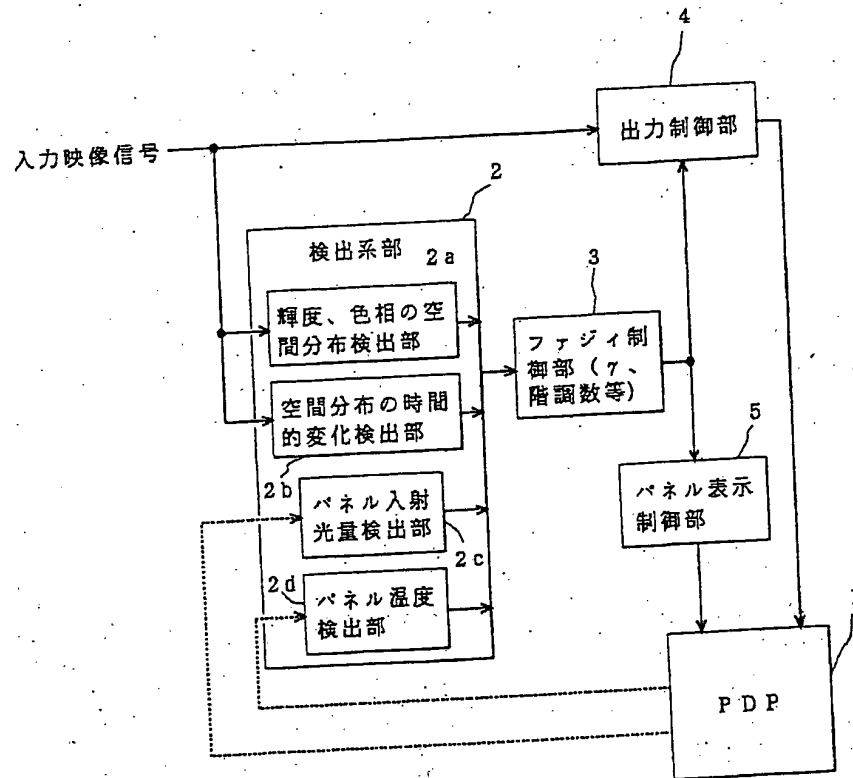 4
出力制御部
入力映像信号
2
検出系部
2a
輝度、色相の空
間分布検出部
3
ファジィ制
御部(γ、
階調数等)
空間分布の時間
的変化検出部
2b
5
パネル表示
制御部
パネル入射
光量検出部
2c
2d
パネル温度
検出部
PDP